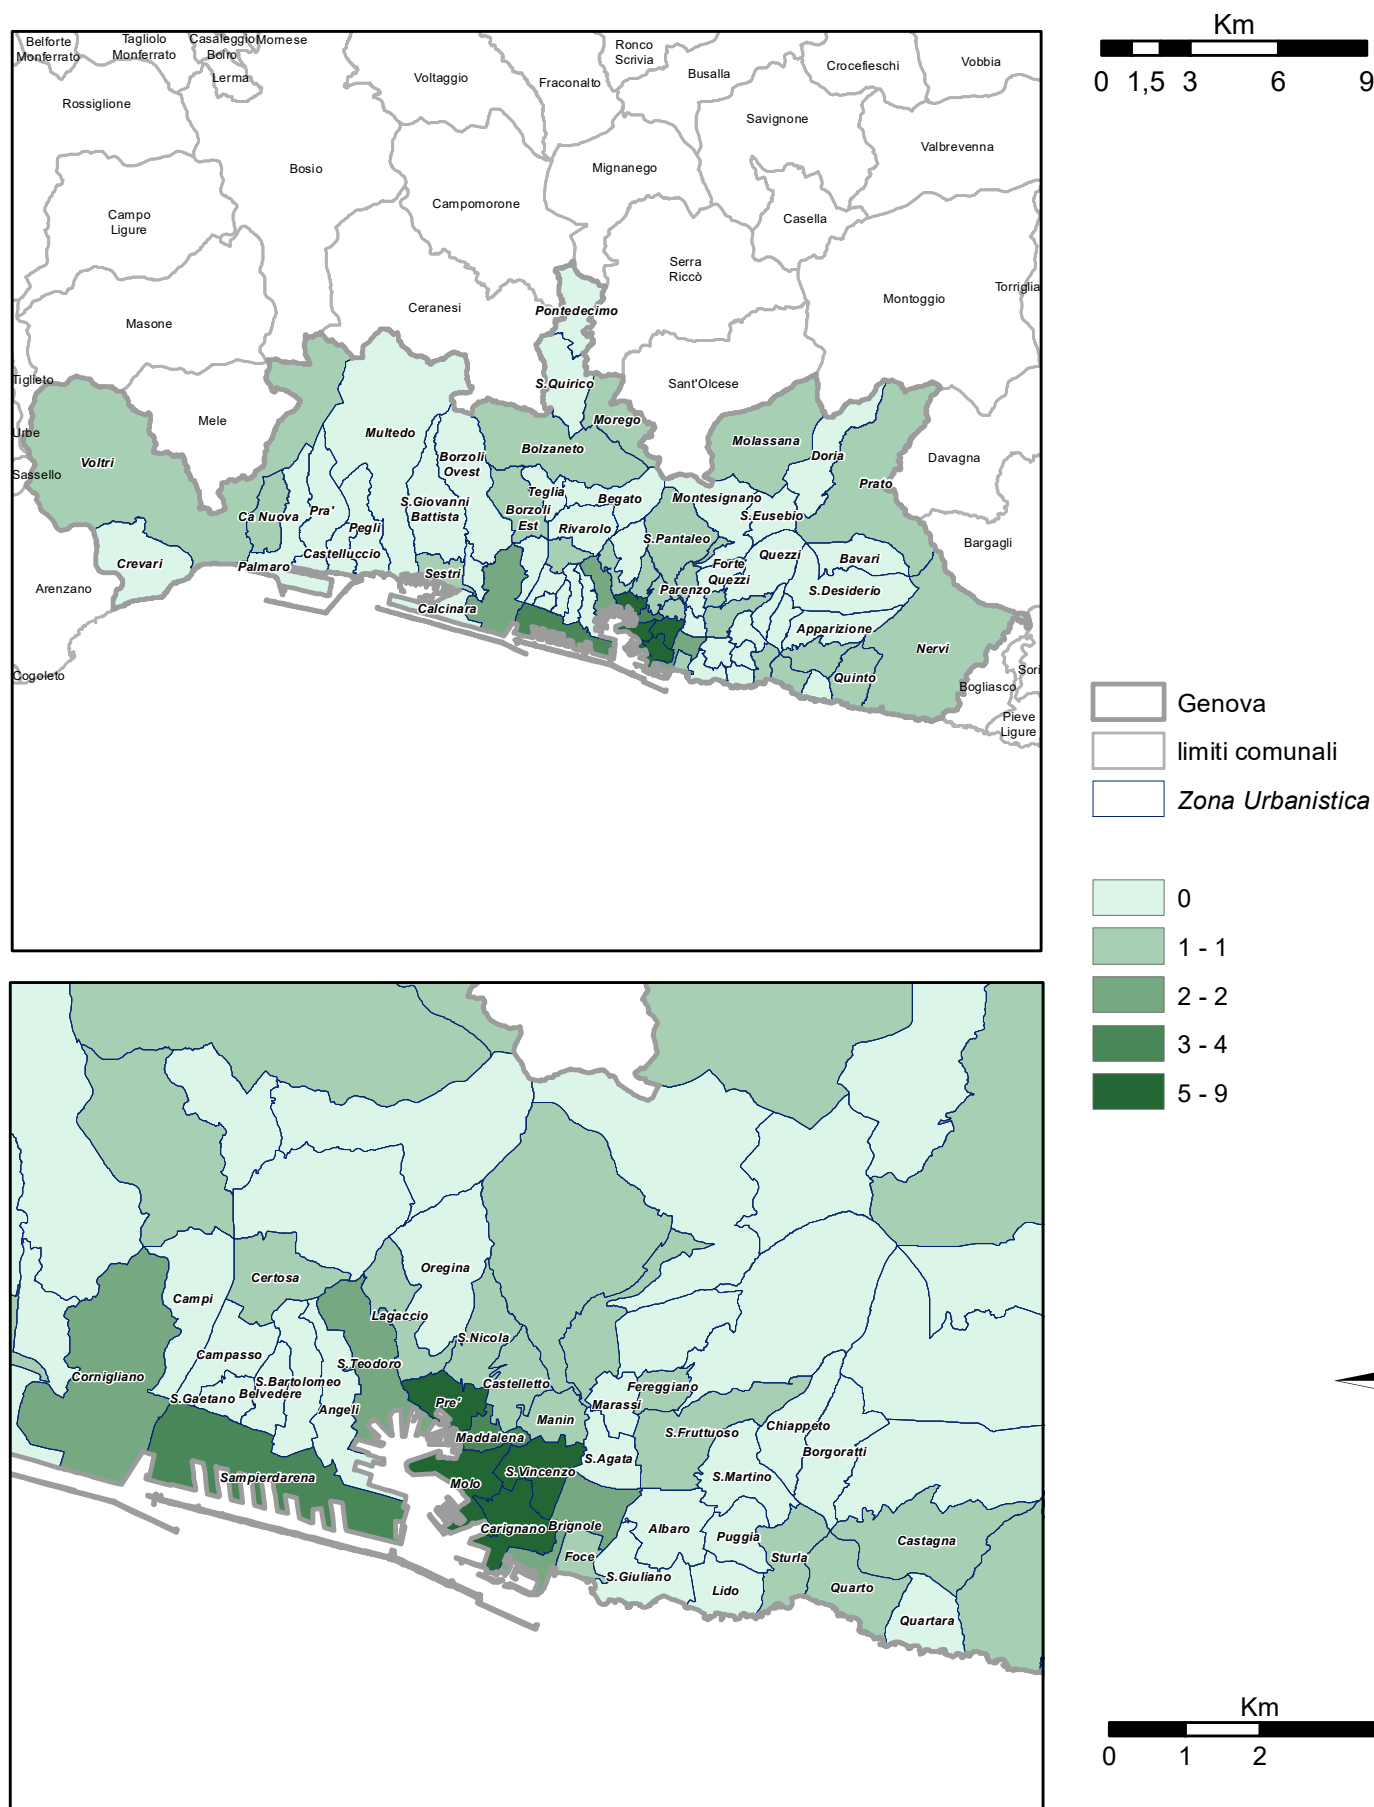 Belforte
Monferrato
Tagliolo
Monferrato
Casaleggio
Boiro
Mornese
Lerma
Rossiglione
Voltaggio
Fraconalto
Ronco
Scrivia
Busalla
Crocefieschi
Vobbia
Savignone
Valbrevenna
Bosio
Mignanego
Campomorone
Casella
Campo
Ligure
Serra
Riccò
Montoggio
Torriglia
Masone
Ceranesi
Pontedecimo
Tiglieto
Mele
S.Quirico
Sant'Olcese
Morego
Urbe
Multedo
Molassana
Bolzaneto
Borzoli
Ovest
Doria
Davagna
Voltri
Sassello
Prato
Teglia
Begato
Montesignano
Ca Nuova
Pra'
S.Giovanni
Battista
Borzoli
Est
S.Eusebio
Pegli
Rivarolo
S.Pantaleo
Bargagli
Castelluccio
Quezzi
Bavari
Crevari
Palmaro
Sestri
Forte
Quezzi
Arenzano
Parenzo
S.Desiderio
Calcinara
Apparizione
Nervi
Cogoleto
Quinto
Bogliasco
Sori
Pieve
Ligure
Km
0 1,5 3 6 9
Genova
limiti comunali
Zona Urbanistica
0
1 - 1
2 - 2
3 - 4
5 - 9
Oregina
Certosa
Campi
Lagaccio
S.Nicola
Campasso
S.Teodoro
Cornigliano
S.Bartolomeo
Castelletto
Fereggiano
S.Gaetano
Belvedere
Pre'
Marassi
Angeli
Manin
Maddalena
S.Fruttuoso
Chiappeto
Borgoratti
S.Agata
Sampierdarena
Molo
S.Vincenzo
S.Martino
Carignano
Brignole
Albaro
Puggia
Castagna
Foce
Sturla
S.Giuliano
Lido
Quarto
Quartara
Km
0 1 2